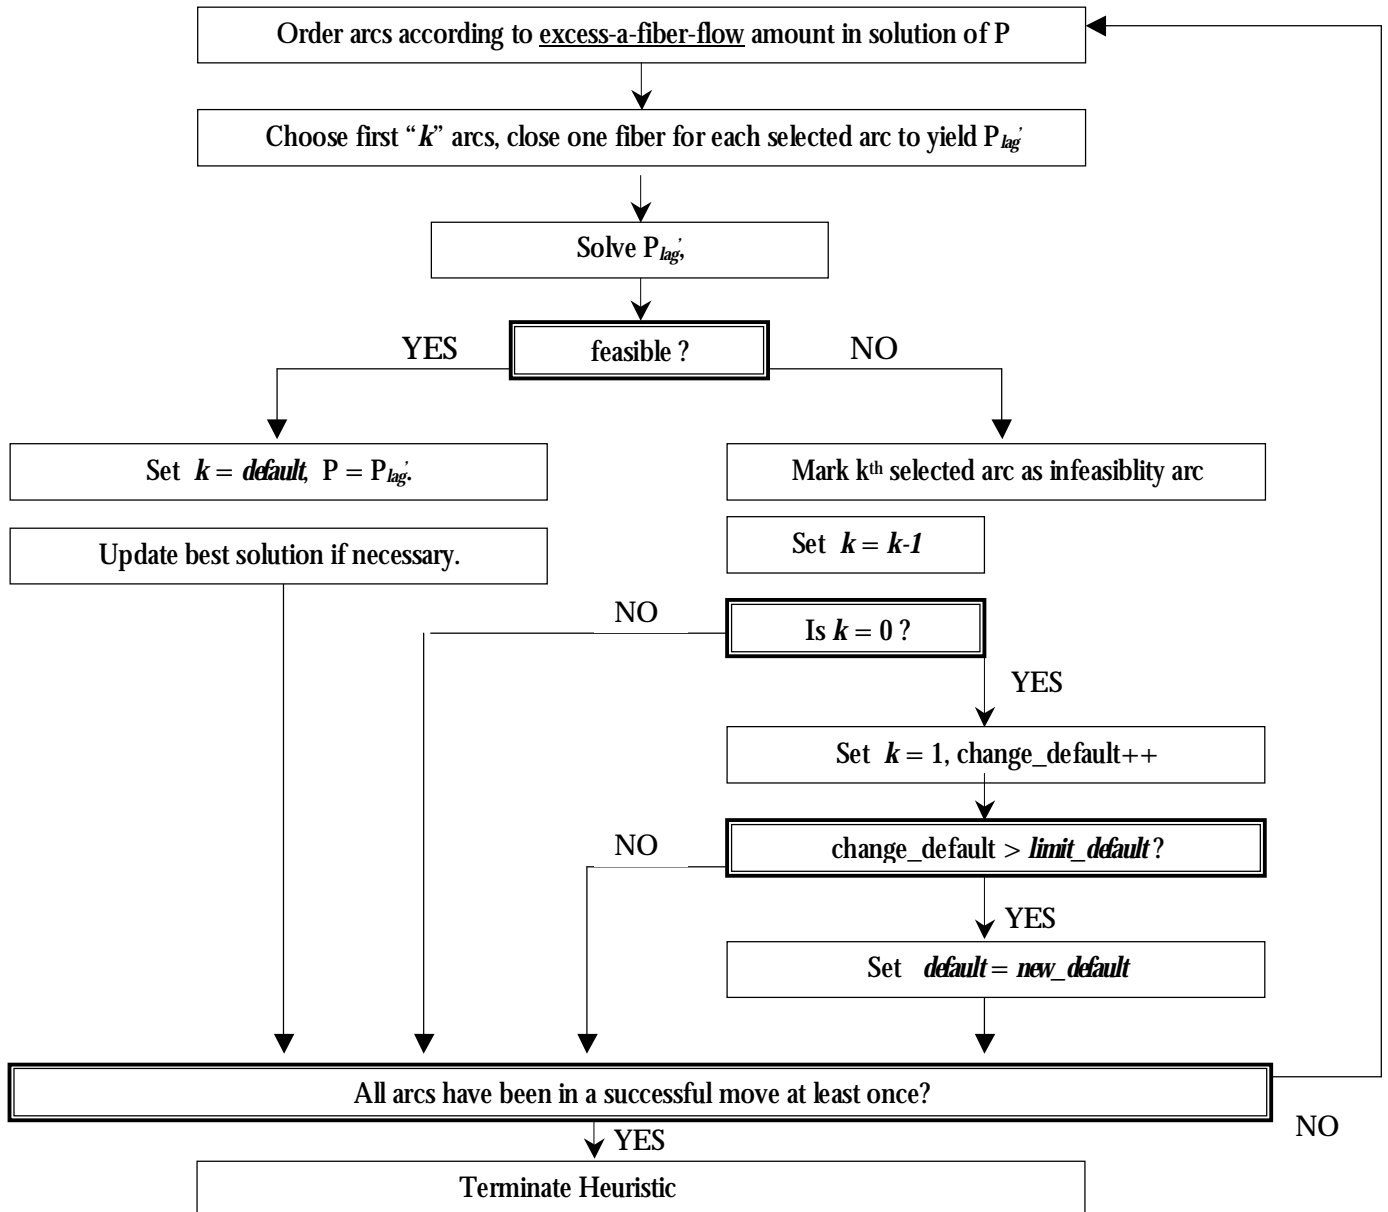 Order arcs according to excess-a-fiber-flow amount in solution of P
Choose first “k” arcs, close one fiber for each selected arc to yield Plag'
Solve Plag',
feasible ?
YES
NO
Set k = default, P = Plag'.
Mark kth selected arc as infeasiblity arc
Update best solution if necessary.
Set k = k-1
NO
Is k = 0 ?
YES
Set k = 1, change_default++
NO
change_default > limit_default ?
YES
Set default = new_default
All arcs have been in a successful move at least once?
NO
YES
Terminate Heuristic